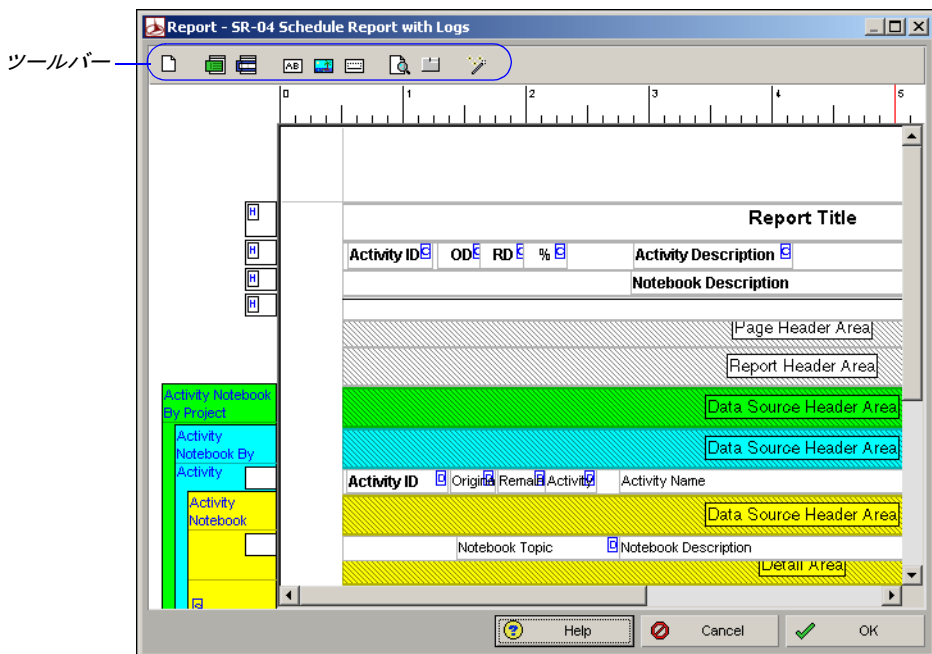 Report - SR-04 Schedule Report with Logs
ツールバー
AB
0 1 2 3 4 5
H
Report Title
H
Activity ID C OD C RD C % C Activity Description C
H
Notebook Description
H
Page Header Area
Report Header Area
Activity Notebook
By Project
Data Source Header Area
Activity
Notebook By
Activity
Data Source Header Area
Activity ID D Origina D Remai D Activity D Activity Name
Activity
Notebook
Data Source Header Area
Notebook Topic D Notebook Description
Detail Area
Help Cancel OK